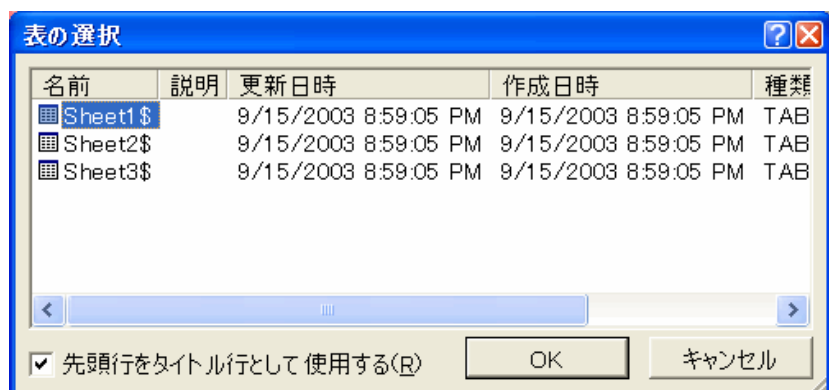 表の選択
名前 説明 更新日時 作成日時 種類
Sheet1$ 9/15/2003 8:59:05 PM 9/15/2003 8:59:05 PM TAB
Sheet2$ 9/15/2003 8:59:05 PM 9/15/2003 8:59:05 PM TAB
Sheet3$ 9/15/2003 8:59:05 PM 9/15/2003 8:59:05 PM TAB
先頭行をタイトル行として使用する(R) OK キャンセル